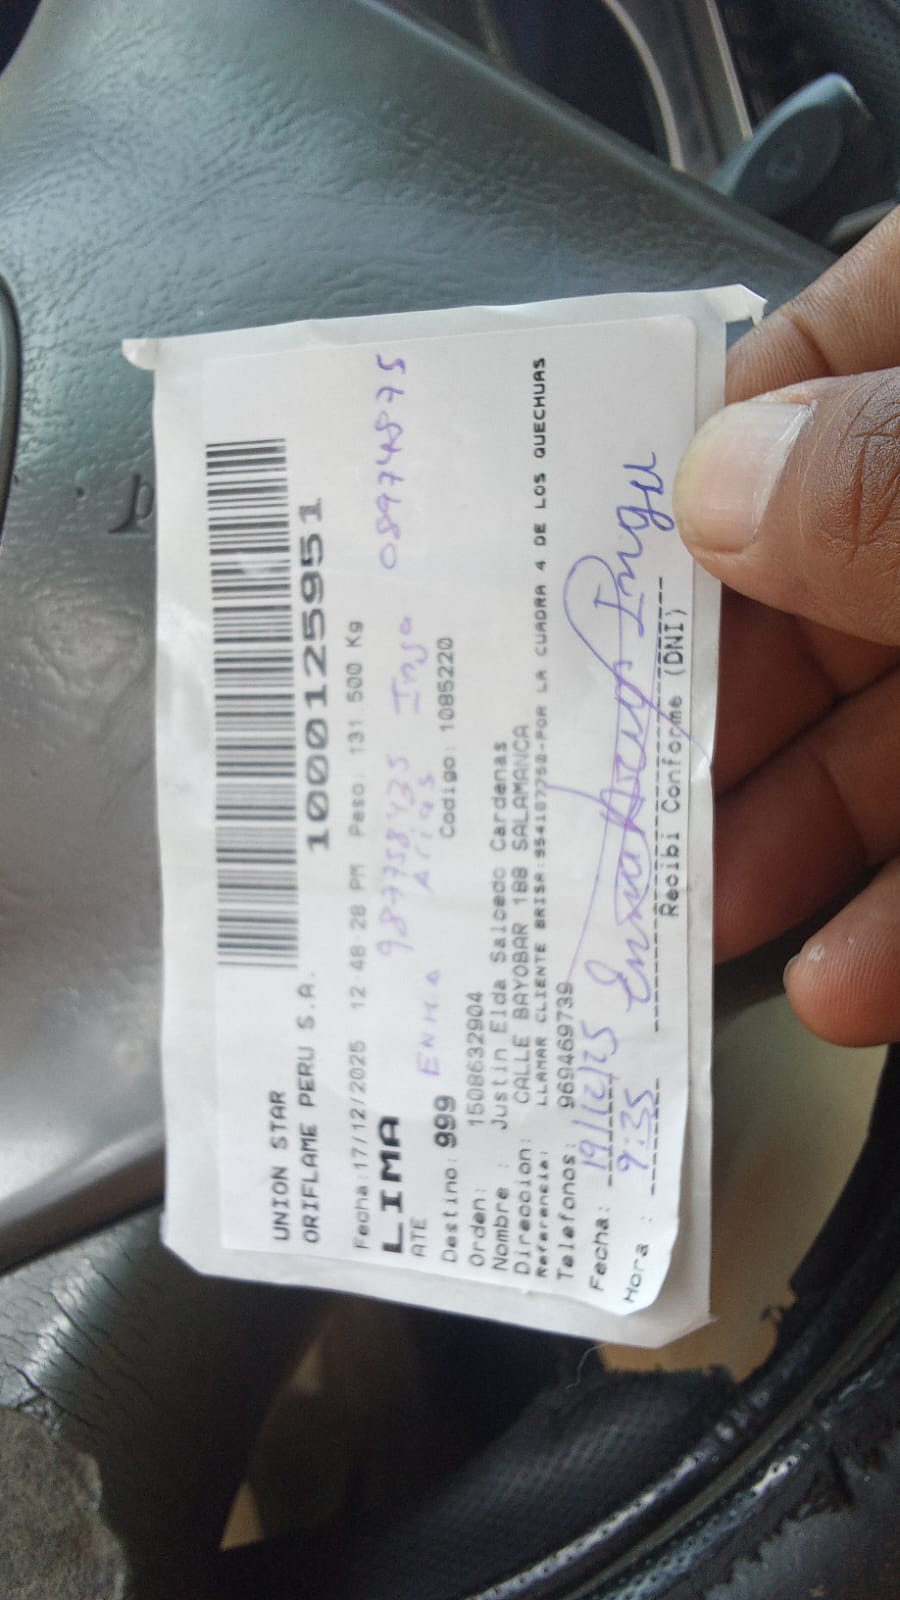 UNION STAR
ORIFLAME PERU S.A.
10001125951
Fecha:17/12/2025 12 48 28 PM Peso: 131.500 Kg
LIMA 987758435 Inga 08974875
ATE ENMA Arias
Destino: 999 Codigo: 1085220
Orden: 1508632904
Nombre : Justin Elda Salcedo Cardenas
Direccion: CALLE BAYOBAR 188 SALAMANCA
Referencia: LLAMAR CLIENTE BRISA:954107752-POR LA CUADRA 4 DE LOS QUECHUAS
Telefonos: 969469739
Fecha: 19/12/25
Hora : 9:35
Recibi Conforme (DNI)